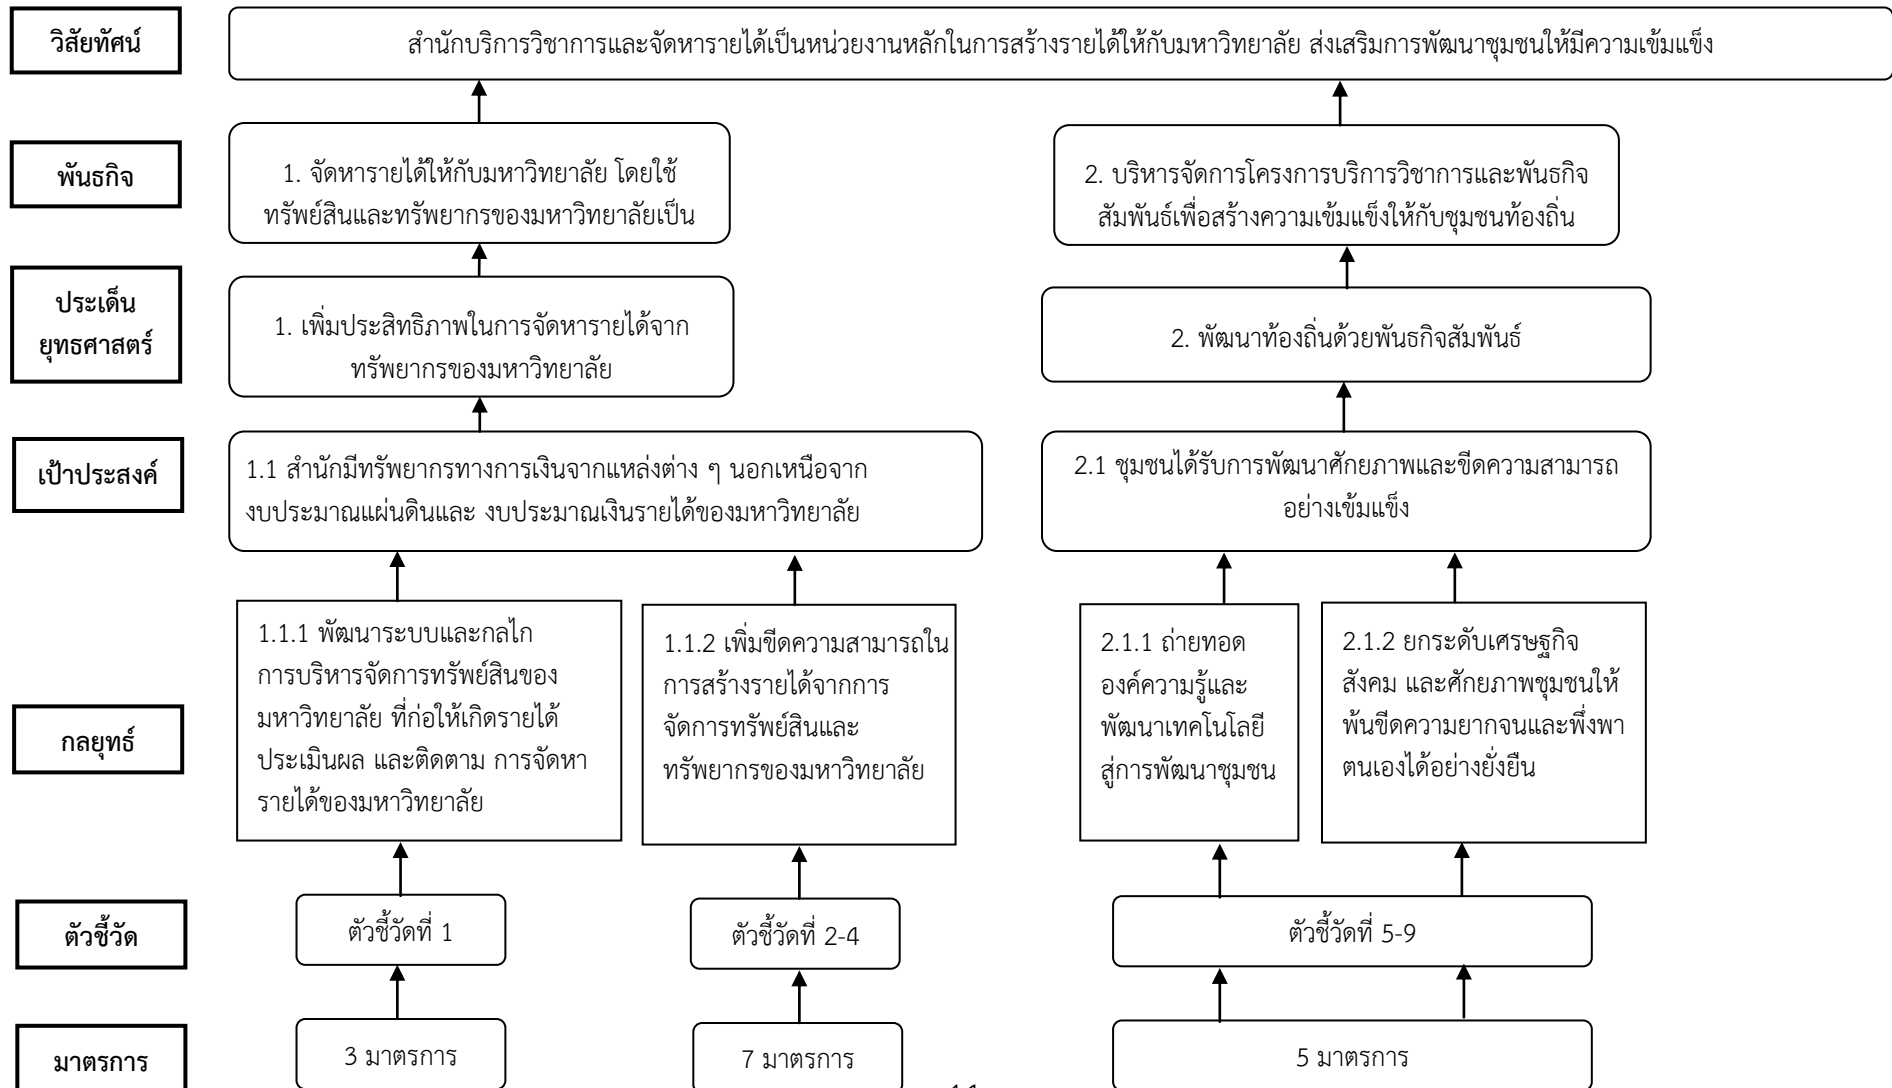 วิสัยทัศน์
สำนักบริการวิชาการและจัดหารายได้เป็นหน่วยงานหลักในการสร้างรายได้ให้กับมหาวิทยาลัย ส่งเสริมการพัฒนาชุมชนให้มีความเข้มแข็ง
พันธกิจ
1. จัดหารายได้ให้กับมหาวิทยาลัย โดยใช้
ทรัพย์สินและทรัพยากรของมหาวิทยาลัยเป็น
2. บริหารจัดการโครงการบริการวิชาการและพันธกิจ
สัมพันธ์เพื่อสร้างความเข้มแข็งให้กับชุมชนท้องถิ่น
ประเด็น
ยุทธศาสตร์
1. เพิ่มประสิทธิภาพในการจัดหารายได้จาก
ทรัพยากรของมหาวิทยาลัย
2. พัฒนาท้องถิ่นด้วยพันธกิจสัมพันธ์
เป้าประสงค์
1.1 สำนักมีทรัพยากรทางการเงินจากแหล่งต่าง ๆ นอกเหนือจาก
งบประมาณแผ่นดินและ งบประมาณเงินรายได้ของมหาวิทยาลัย
2.1 ชุมชนได้รับการพัฒนาศักยภาพและขีดความสามารถ
อย่างเข้มแข็ง
กลยุทธ์
1.1.1 พัฒนาระบบและกลไก
การบริหารจัดการทรัพย์สินของ
มหาวิทยาลัย ที่ก่อให้เกิดรายได้
ประเมินผล และติดตาม การจัดหา
รายได้ของมหาวิทยาลัย
1.1.2 เพิ่มขีดความสามารถใน
การสร้างรายได้จากการ
จัดการทรัพย์สินและ
ทรัพยากรของมหาวิทยาลัย
2.1.1 ถ่ายทอด
องค์ความรู้และ
พัฒนาเทคโนโลยี
สู่การพัฒนาชุมชน
2.1.2 ยกระดับเศรษฐกิจ
สังคม และศักยภาพชุมชนให้
พ้นขีดความยากจนและพึ่งพา
ตนเองได้อย่างยั่งยืน
ตัวชี้วัด
ตัวชี้วัดที่ 1
ตัวชี้วัดที่ 2-4
ตัวชี้วัดที่ 5-9
มาตรการ
3 มาตรการ
7 มาตรการ
5 มาตรการ